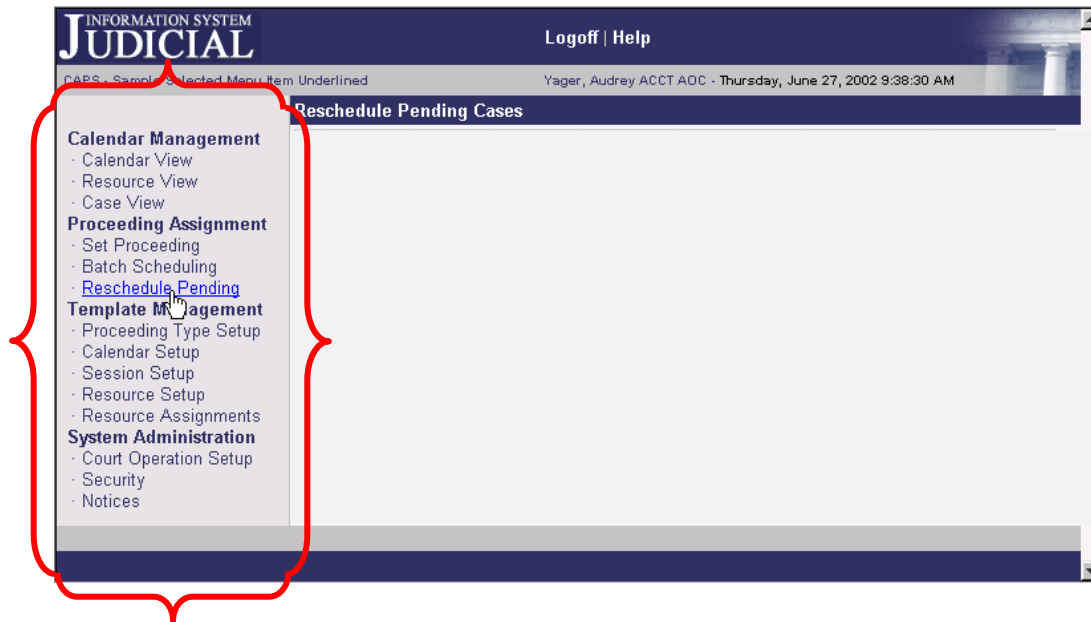 INFORMATION SYSTEM
JUDICIAL
Logoff | Help
CAPS - Sample Selected Menu Item Underlined
Yager, Audrey ACCT AOC - Thursday, June 27, 2002 9:38:30 AM
Reschedule Pending Cases
Calendar Management
· Calendar View
· Resource View
· Case View
Proceeding Assignment
· Set Proceeding
· Batch Scheduling
· Reschedule Pending
Template Management
· Proceeding Type Setup
· Calendar Setup
· Session Setup
· Resource Setup
· Resource Assignments
System Administration
· Court Operation Setup
· Security
· Notices